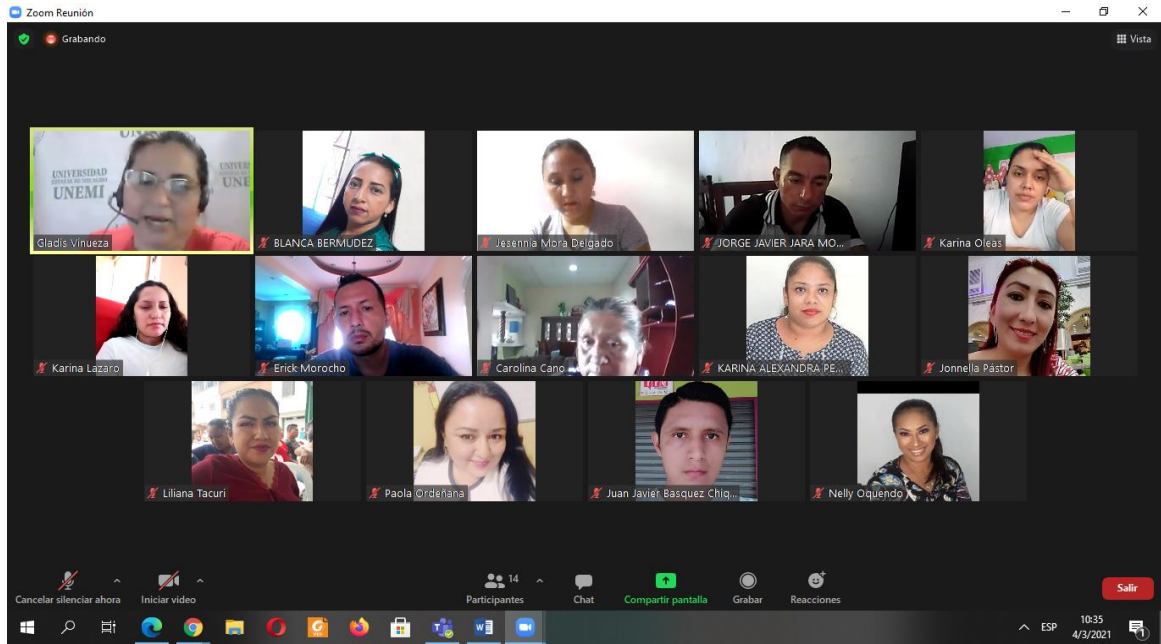 Zoom Reunión
Grabando
Vista
UNIVERSIDAD
UNEMI
Gladis Vinueza
BLANCA BERMUDEZ
Jesennia Mora Delgado
JORGE JAVIER JARA MO...
Karina Oleas
Karina Lazaro
Erick Morocho
Carolina Cano
KARINA ALEXANDRA PE...
Jonnella Pástor
Liliana Tacuri
Paola Ordeñana
Juan Javier Basquez Chiq...
Nelly Oquendo
Cancelar silenciar ahora
Iniciar video
14
Participantes
Chat
Compartir pantalla
Grabar
Reacciones
Salir
ESP
10:35
4/3/2021